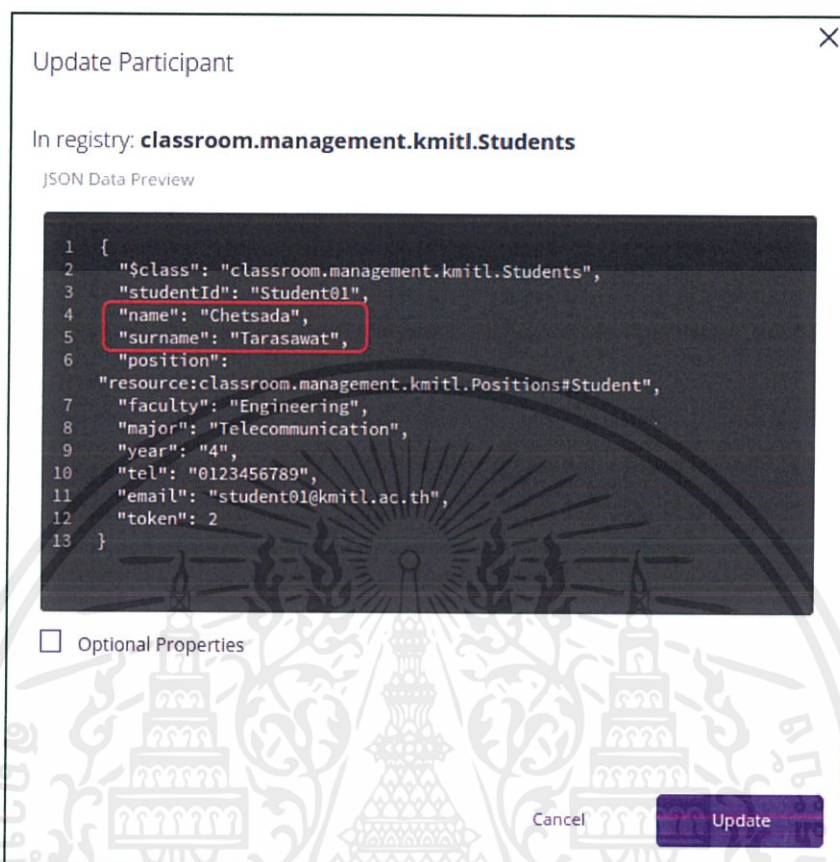 Update Participant
In registry: classroom.management.kmitl.Students
JSON Data Preview
1 {
2 "$class": "classroom.management.kmitl.Students",
3 "studentId": "Student01",
4 "name": "Chetsada",
5 "surname": "Tarasawat",
6 "position":
"resource:classroom.management.kmitl.Positions#Student",
7 "faculty": "Engineering",
8 "major": "Telecommunication",
9 "year": "4",
10 "tel": "0123456789",
11 "email": "student01@kmitl.ac.th",
12 "token": 2
13 }
Optional Properties
Cancel
Update